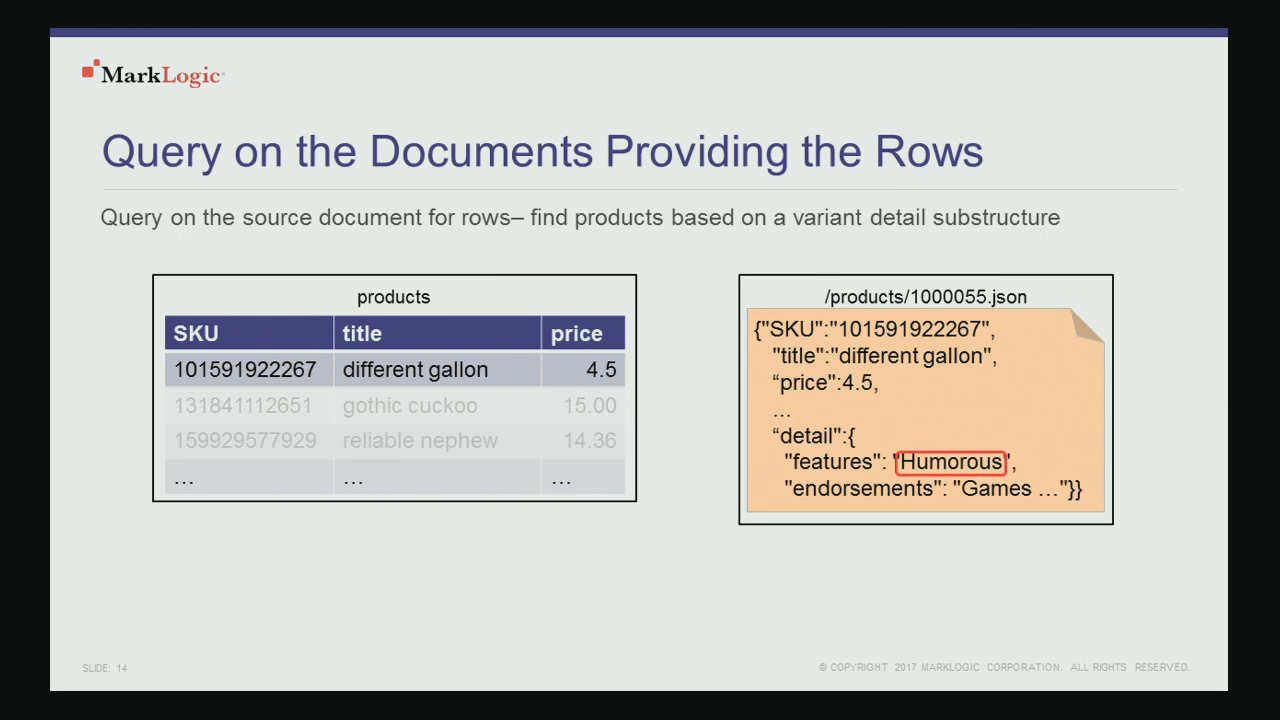 MarkLogic
Query on the Documents Providing the Rows
Query on the source document for rows– find products based on a variant detail substructure
products
SKU title price
101591922267 different gallon 4.5
131841112651 gothic cuckoo 15.00
159929577929 reliable nephew 14.36
... ... ...
/products/1000055.json
{"SKU":"101591922267",
"title":"different gallon",
“price":4.5,
...
“detail":{
"features": "Humorous",
"endorsements": "Games ..."}}
SLIDE: 14
© COPYRIGHT 2017 MARKLOGIC CORPORATION. ALL RIGHTS RESERVED.